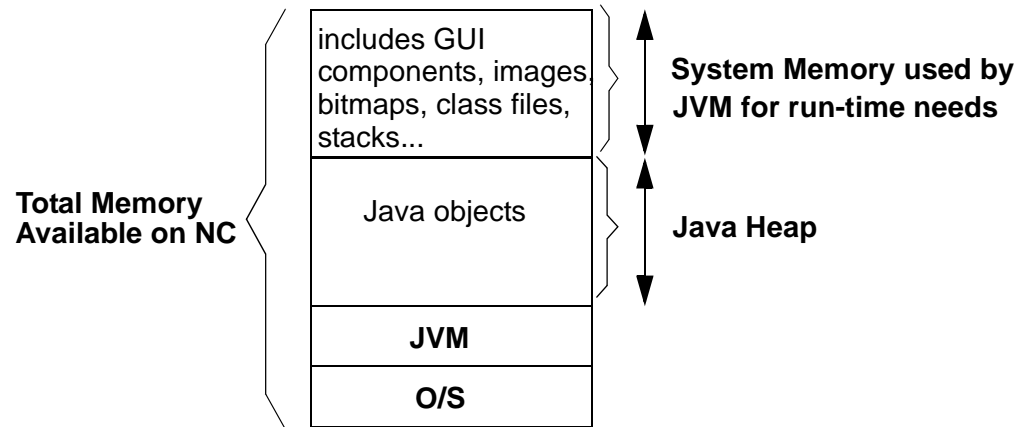 includes GUI
components, images,
bitmaps, class files,
stacks...
System Memory used by
JVM for run-time needs
Total Memory
Available on NC
Java objects
Java Heap
JVM
O/S